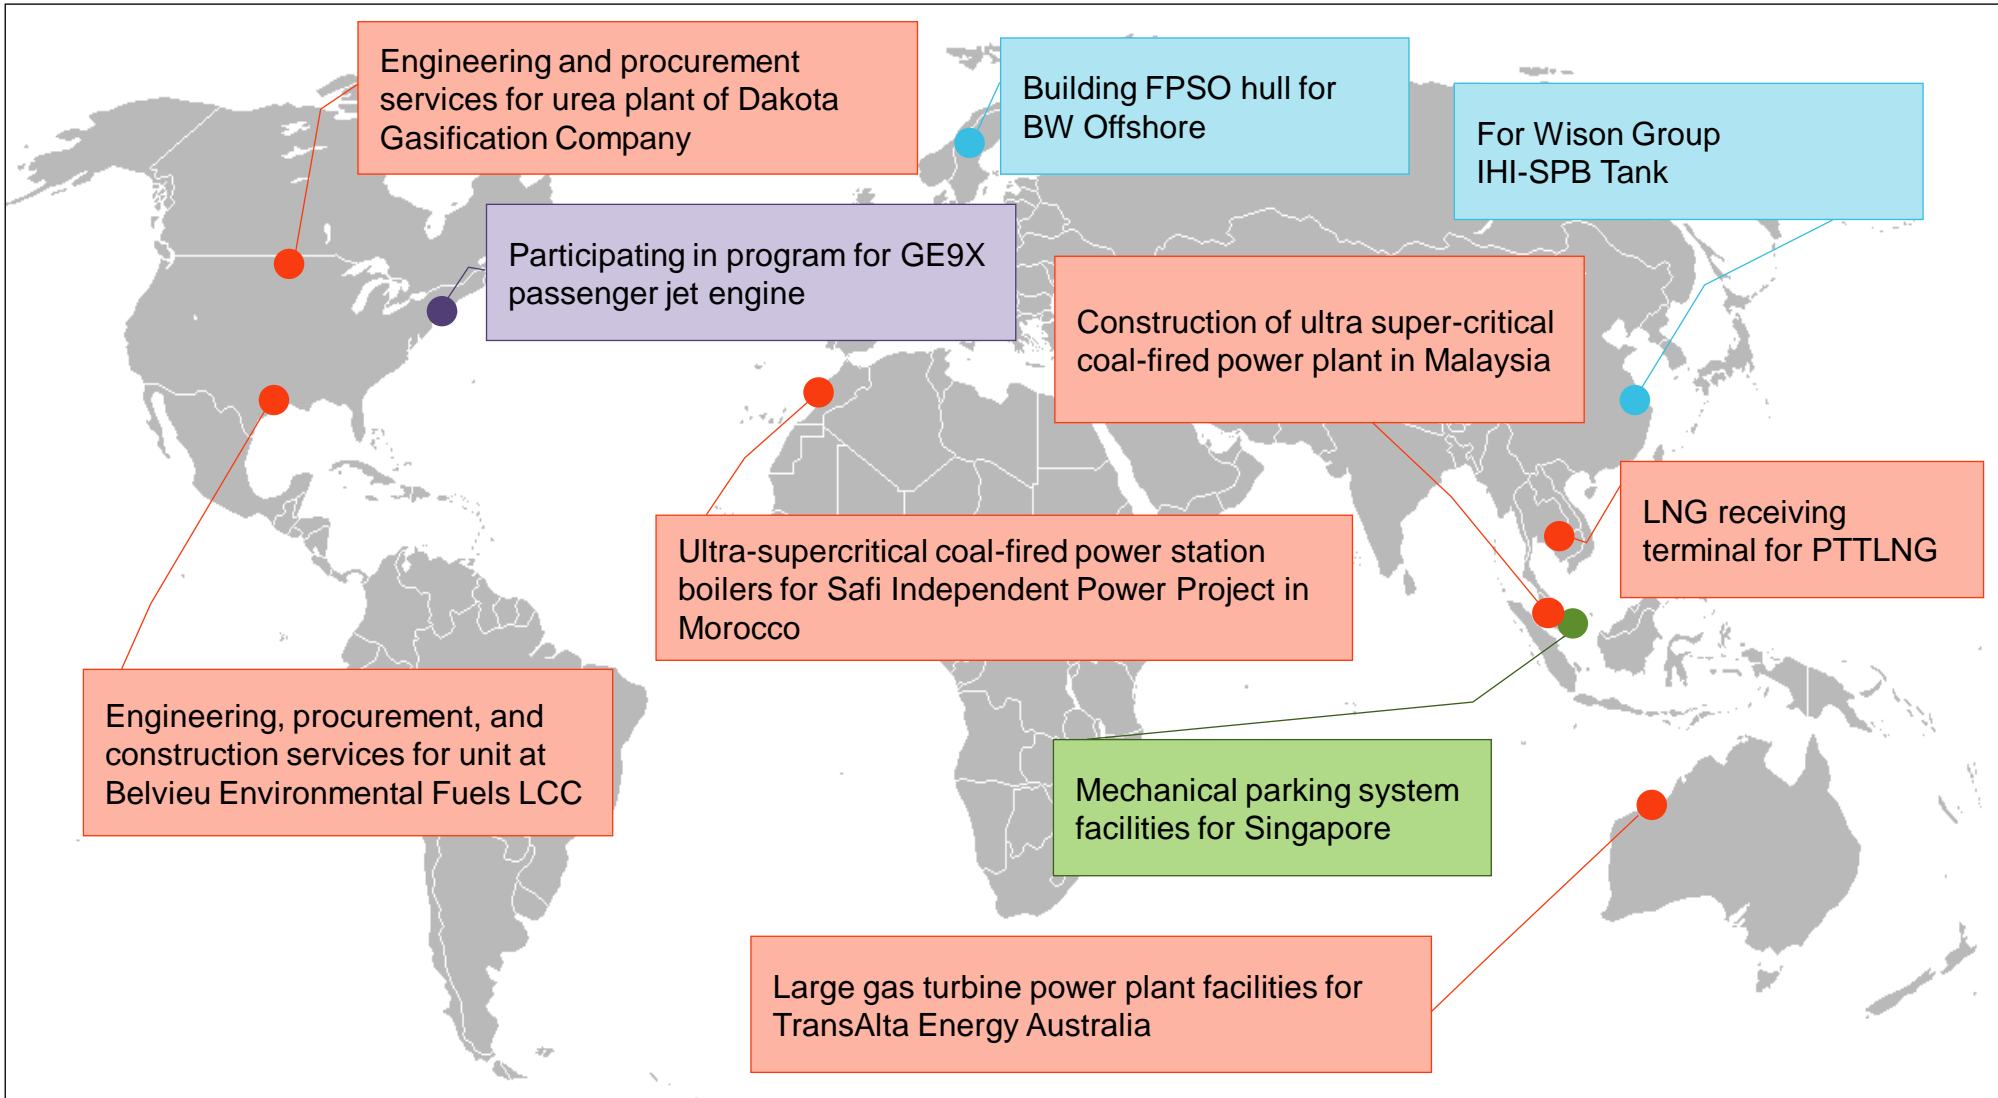 Engineering and procurement
services for urea plant of Dakota
Gasification Company
Building FPSO hull for
BW Offshore
For Wison Group
IHI-SPB Tank
Participating in program for GE9X
passenger jet engine
Construction of ultra super-critical
coal-fired power plant in Malaysia
LNG receiving
terminal for PTTLNG
Ultra-supercritical coal-fired power station
boilers for Safi Independent Power Project in
Morocco
Engineering, procurement, and
construction services for unit at
Belvieu Environmental Fuels LCC
Mechanical parking system
facilities for Singapore
Large gas turbine power plant facilities for
TransAlta Energy Australia